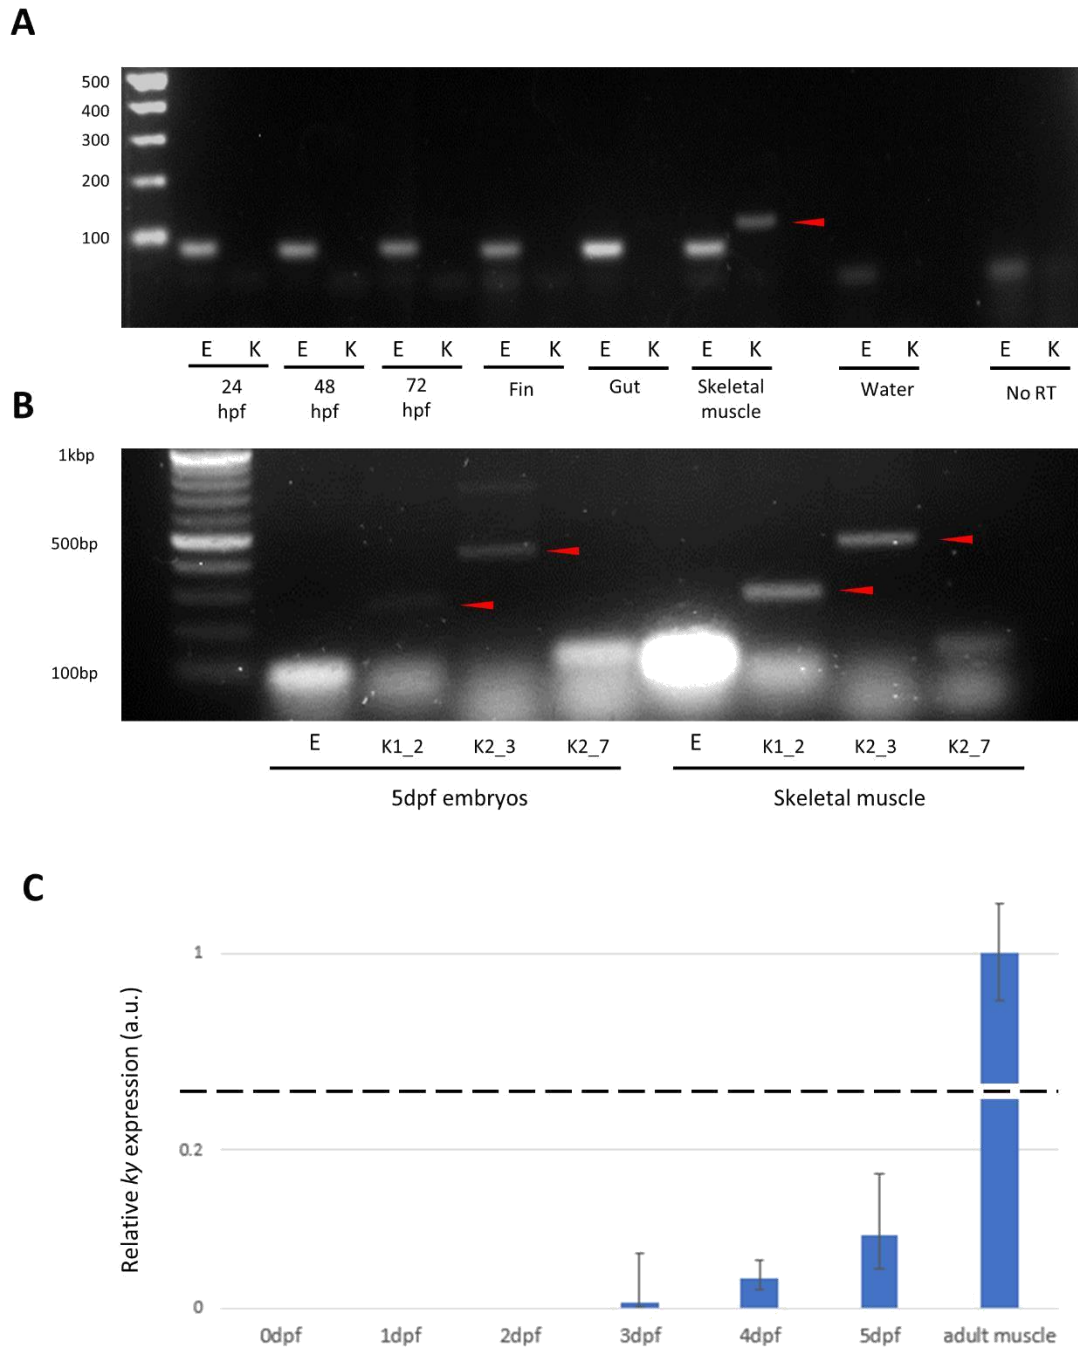 A
500
400
300
200
100
E K E K E K E K E K E K E K E K
24 hpf
48 hpf
72 hpf
Fin
Gut
Skeletal muscle
Water
No RT
B
1kbp
500bp
100bp
E K1_2 K2_3 K2_7 E K1_2 K2_3 K2_7
5dpf embryos Skeletal muscle
C
Relative ky expression (a.u.)
1
0.2
0
0dpf 1dpf 2dpf 3dpf 4dpf 5dpf adult muscle